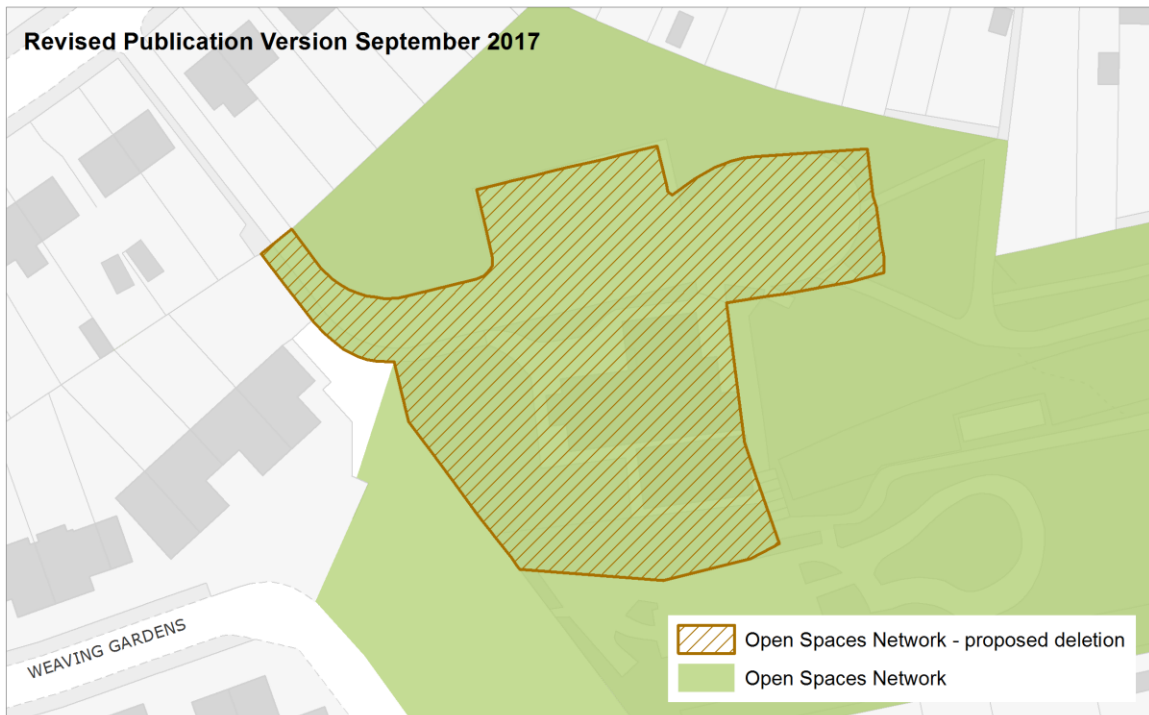 Revised Publication Version September 2017
WEAVING GARDENS
Open Spaces Network - proposed deletion
Open Spaces Network